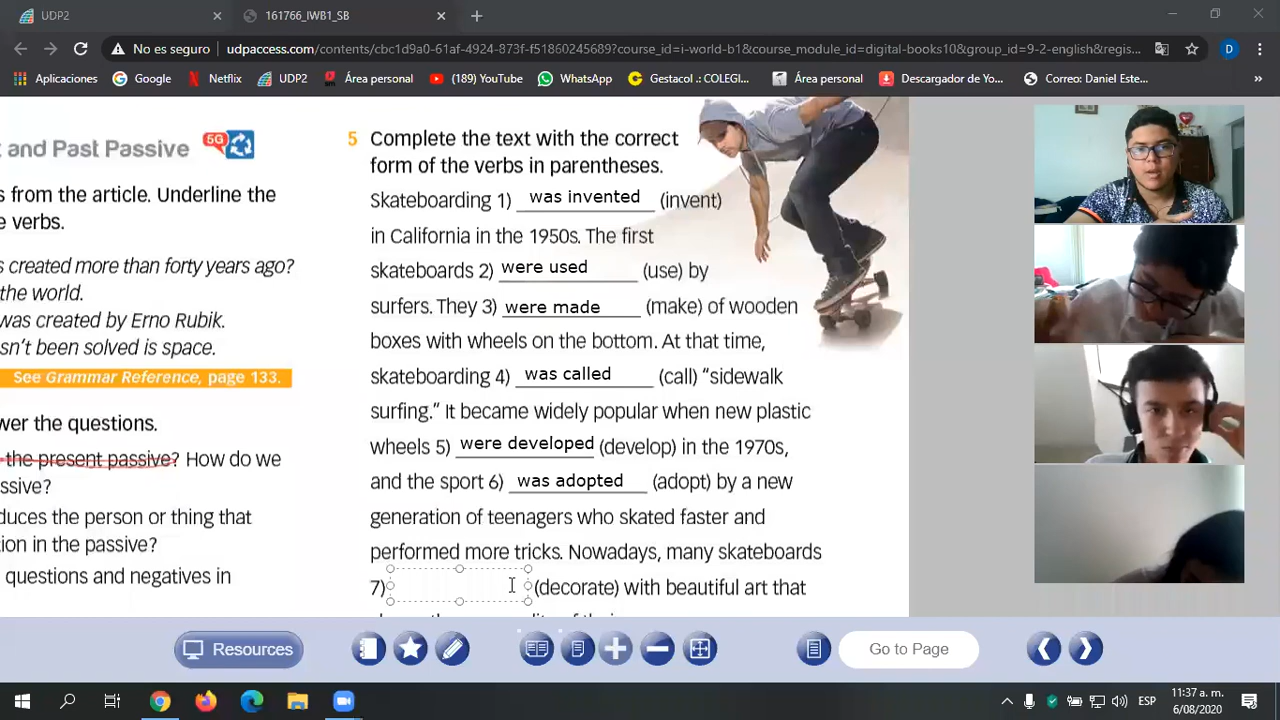 UDP2
161766_IWB1_SB
No es seguro
udpaccess.com/contents/cbc1d9a0-61af-4924-873f-f51860245689?course_id=i-world-b1&course_module_id=digital-books10&group_id=9-2-english&regis...
D
Aplicaciones
Google
Netflix
UDP2
Área personal
(189) YouTube
WhatsApp
Gestacol .: COLEGI...
Área personal
Descargador de Yo...
Correo: Daniel Este...
»
and Past Passive
5G
s from the article. Underline the
e verbs.
s created more than forty years ago?
the world.
was created by Erno Rubik.
sn't been solved is space.
See Grammar Reference, page 133.
wer the questions.
the present passive? How do we
ssive?
duces the person or thing that
tion in the passive?
questions and negatives in
5 Complete the text with the correct
form of the verbs in parentheses.
Skateboarding 1) was invented (invent)
in California in the 1950s. The first
skateboards 2) were used (use) by
surfers. They 3) were made (make) of wooden
boxes with wheels on the bottom. At that time,
skateboarding 4) was called (call) “sidewalk
surfing.” It became widely popular when new plastic
wheels 5) were developed (develop) in the 1970s,
and the sport 6) was adopted (adopt) by a new
generation of teenagers who skated faster and
performed more tricks. Nowadays, many skateboards
7) (decorate) with beautiful art that
Resources
Go to Page
ESP
11:37 a. m.
6/08/2020